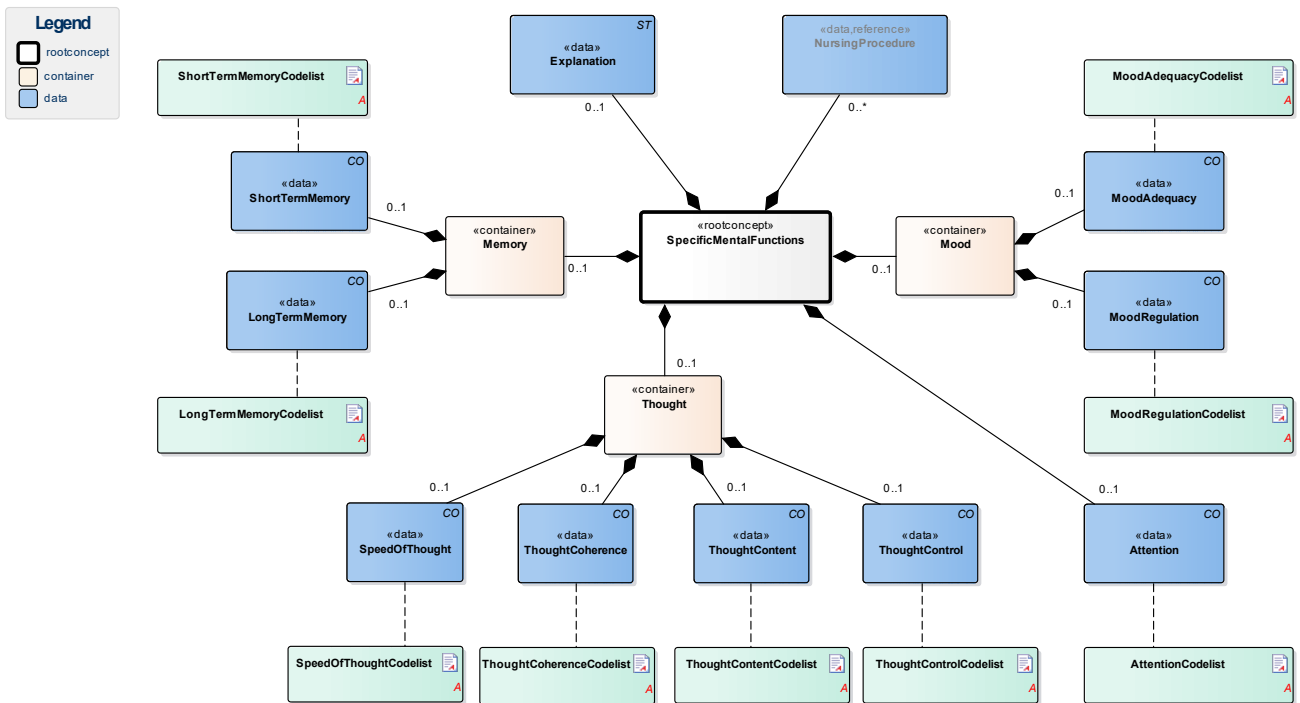 Legend
rootconcept
container
data
ST
«data»
Explanation
0..1
«data,reference»
NursingProcedure
0..*
ShortTermMemoryCodelist
A
MoodAdequacyCodelist
A
CO
«data»
ShortTermMemory
0..1
CO
«data»
MoodAdequacy
0..1
«container»
Memory
0..1
«rootconcept»
SpecificMentalFunctions
«container»
Mood
0..1
CO
«data»
LongTermMemory
0..1
CO
«data»
MoodRegulation
0..1
LongTermMemoryCodelist
A
0..1
«container»
Thought
MoodRegulationCodelist
A
0..1
CO
«data»
SpeedOfThought
0..1
CO
«data»
ThoughtCoherence
0..1
CO
«data»
ThoughtContent
0..1
CO
«data»
ThoughtControl
0..1
CO
«data»
Attention
SpeedOfThoughtCodelist
A
ThoughtCoherenceCodelist
A
ThoughtContentCodelist
A
ThoughtControlCodelist
A
AttentionCodelist
A